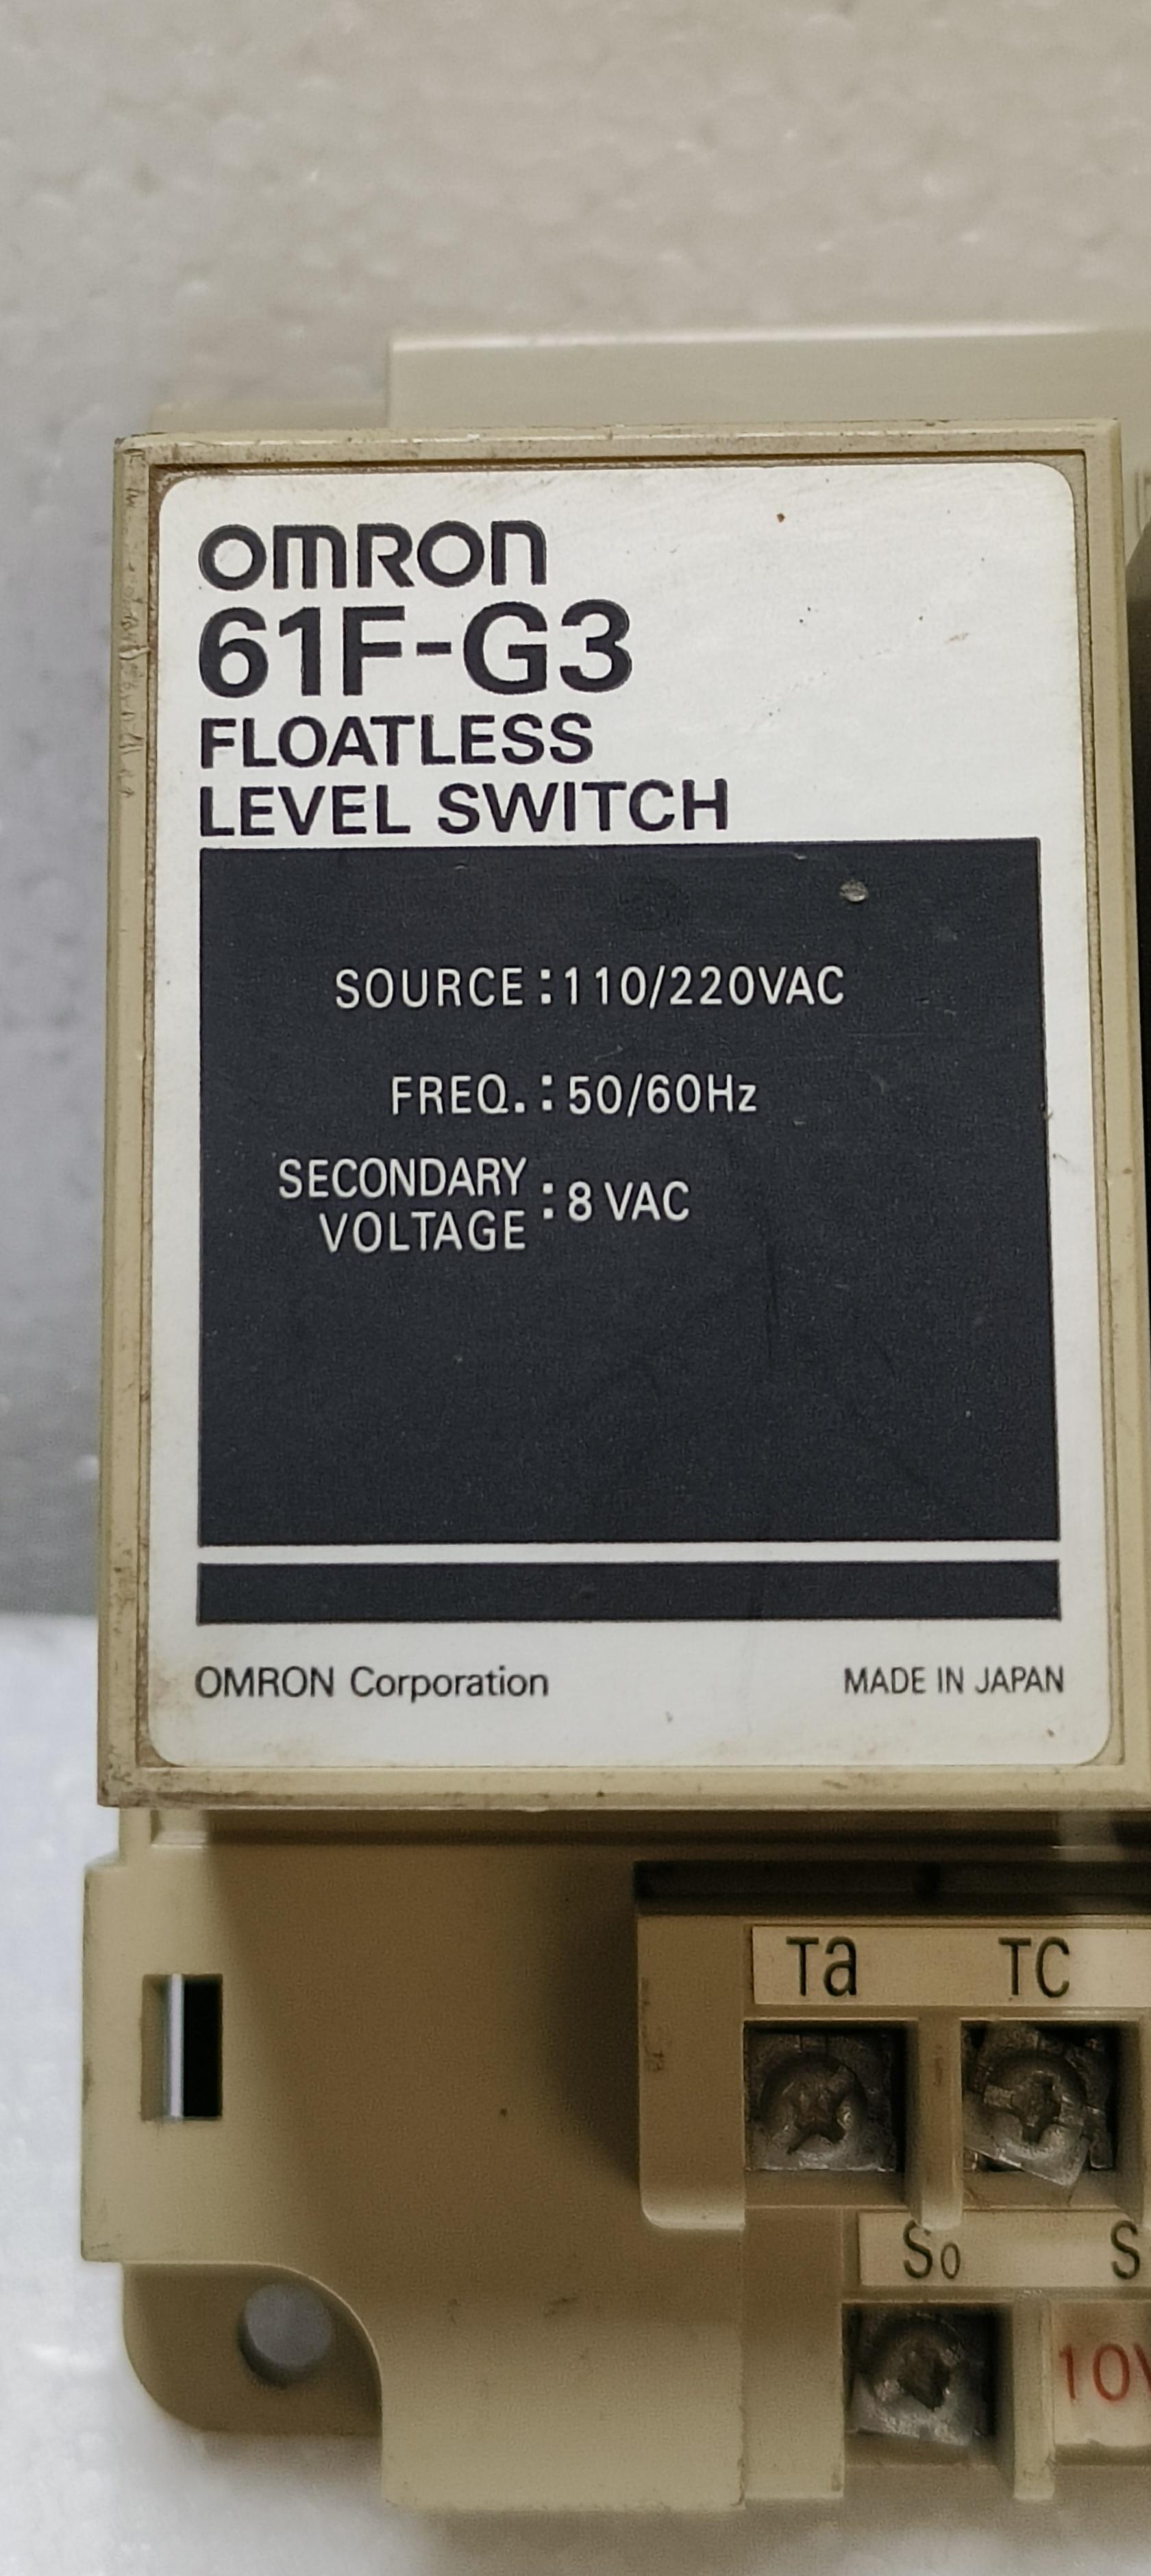 OMRON
61F-G3
FLOATLESS
LEVEL SWITCH
SOURCE : 110/220VAC
FREQ. : 50/60Hz
SECONDARY VOLTAGE : 8 VAC
OMRON Corporation MADE IN JAPAN
Ta TC
S0 S